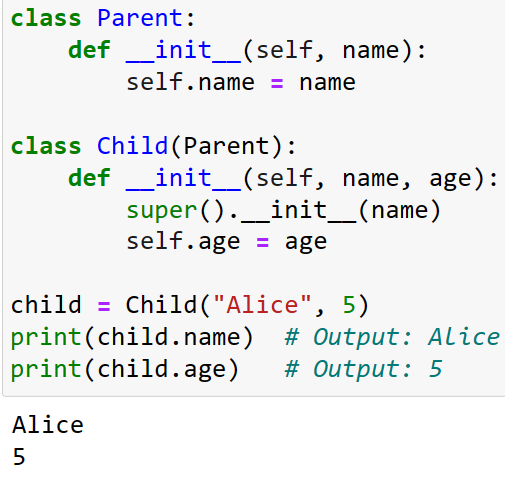 class Parent:
    def __init__(self, name):
        self.name = name

class Child(Parent):
    def __init__(self, name, age):
        super().__init__(name)
        self.age = age

child = Child("Alice", 5)
print(child.name)  # Output: Alice
print(child.age)   # Output: 5
Alice
5